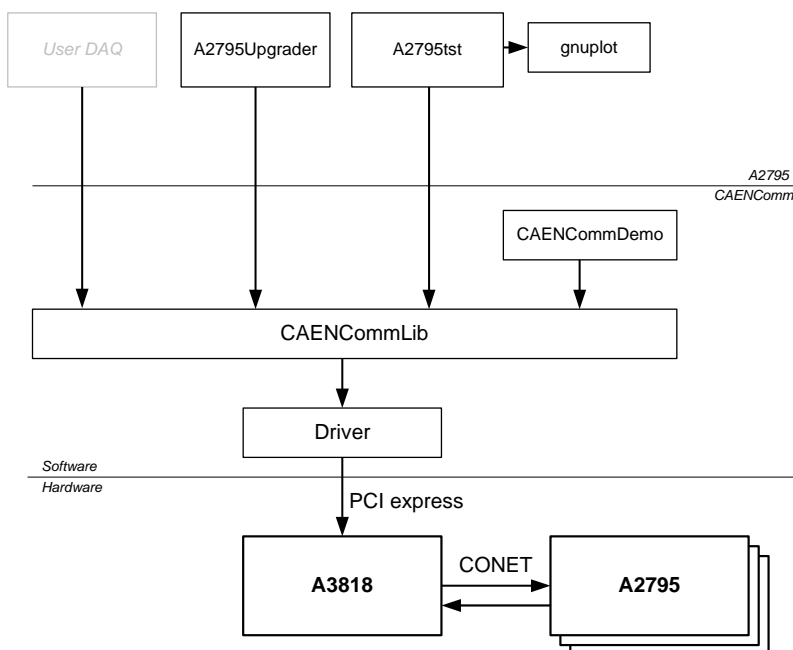 User DAQ
A2795Upgrader
A2795tst
gnuplot
A2795
CAENComm
CAENCommDemo
CAENCommLib
Driver
Software
Hardware
PCI express
A3818
CONET
A2795